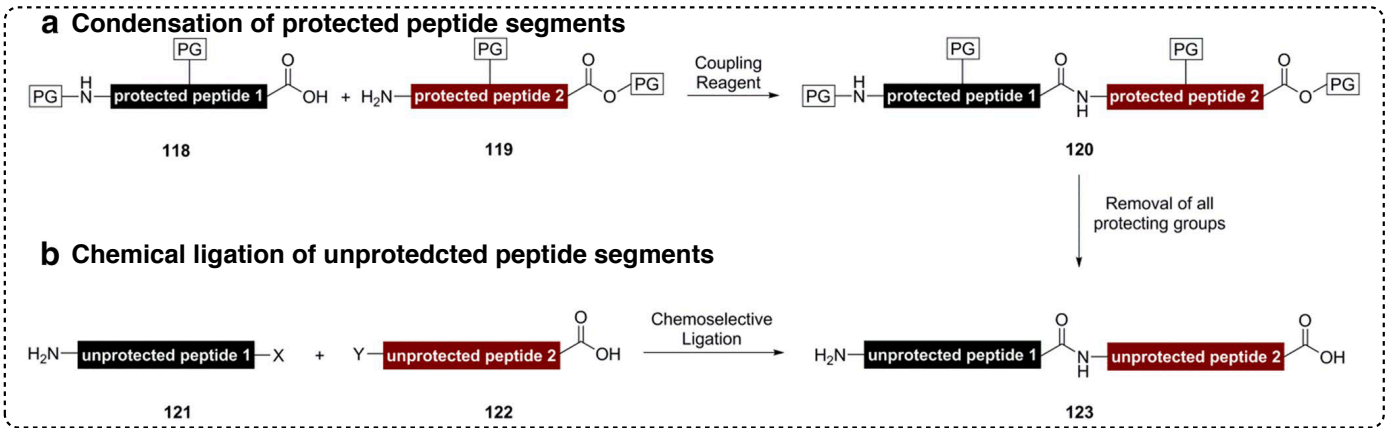 a Condensation of protected peptide segments
PG H N PG protected peptide 1 O OH + H2N PG protected peptide 2 O O PG
Coupling
Reagent
PG H N PG protected peptide 1 O N H PG protected peptide 2 O O PG
118
119
120
Removal of all
protecting groups
b Chemical ligation of unprotedcted peptide segments
H2N unprotected peptide 1 X + Y unprotected peptide 2 O OH
Chemoselective
Ligation
H2N unprotected peptide 1 O N H unprotected peptide 2 O OH
121
122
123